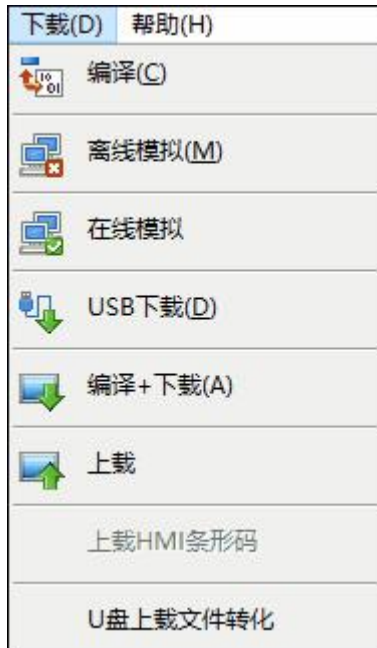 下载(D) 帮助(H)
编译(C)
离线模拟(M)
在线模拟
USB下载(D)
编译+下载(A)
上载
上载HMI条形码
U盘上载文件转化